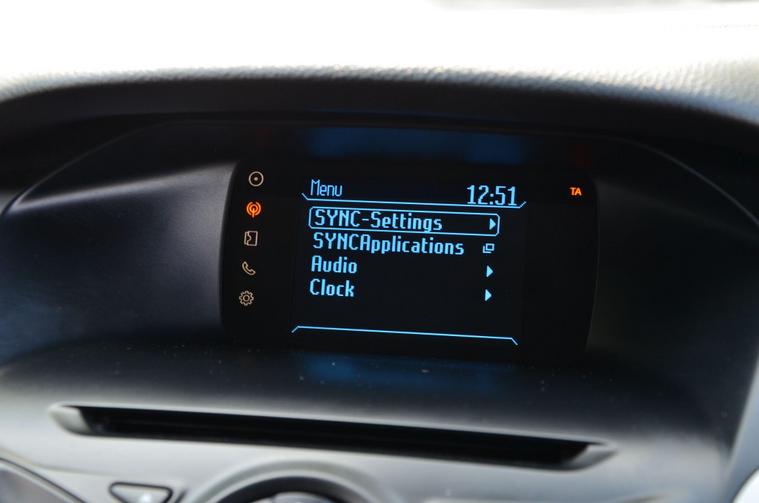 Menu 12:51
TA
SYNC-Settings
SYNCApplications
Audio
Clock